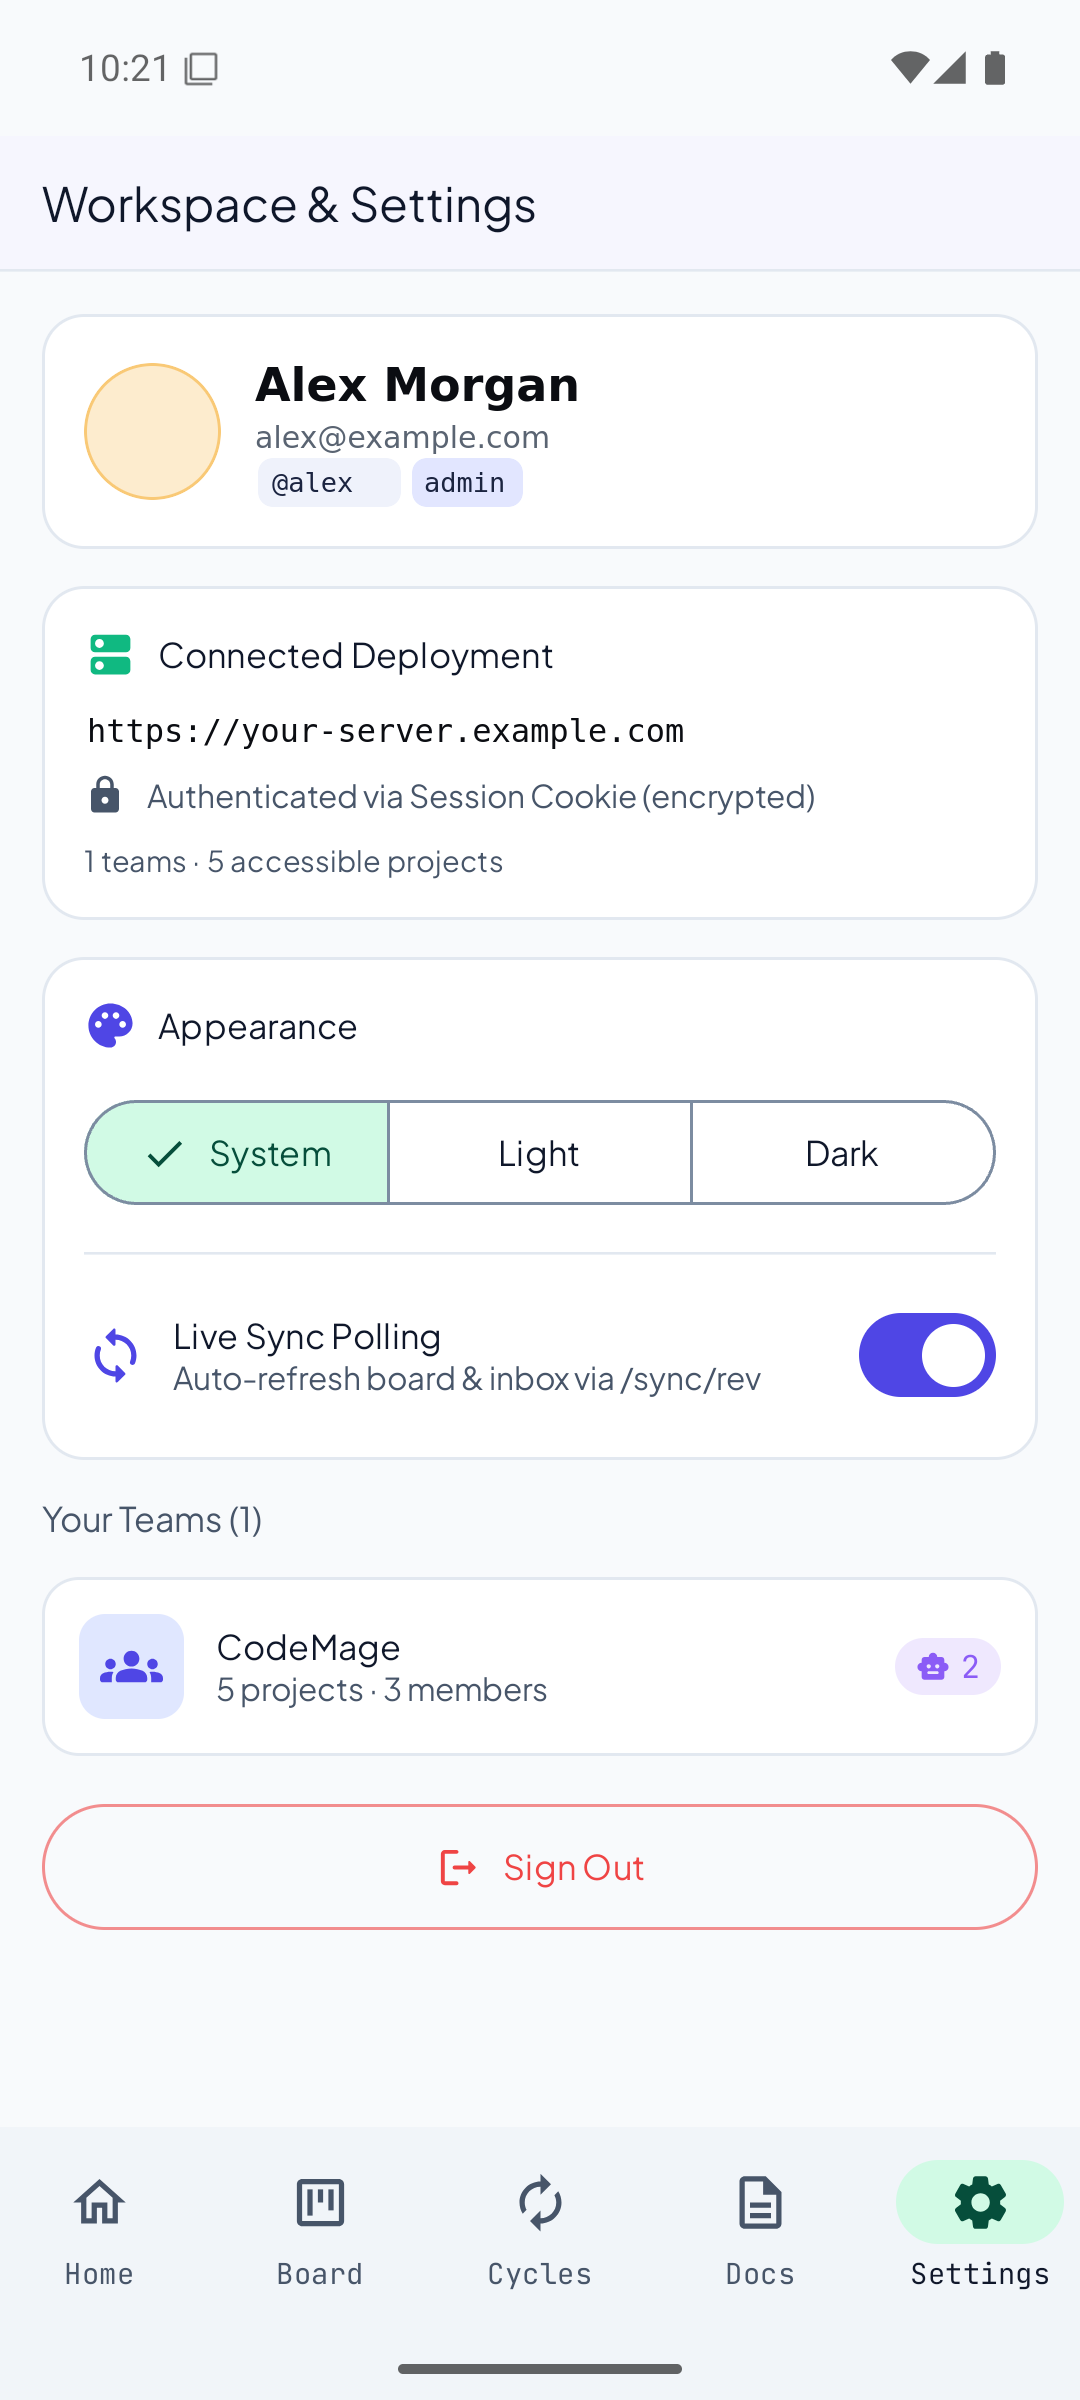 10:21
Workspace & Settings
Alex Morgan
alex@example.com
@alex admin
Connected Deployment
https://your-server.example.com
Authenticated via Session Cookie (encrypted)
1 teams · 5 accessible projects
Appearance
System Light Dark
Live Sync Polling
Auto-refresh board & inbox via /sync/rev
Your Teams (1)
CodeMage
5 projects · 3 members
2
Sign Out
Home Board Cycles Docs Settings